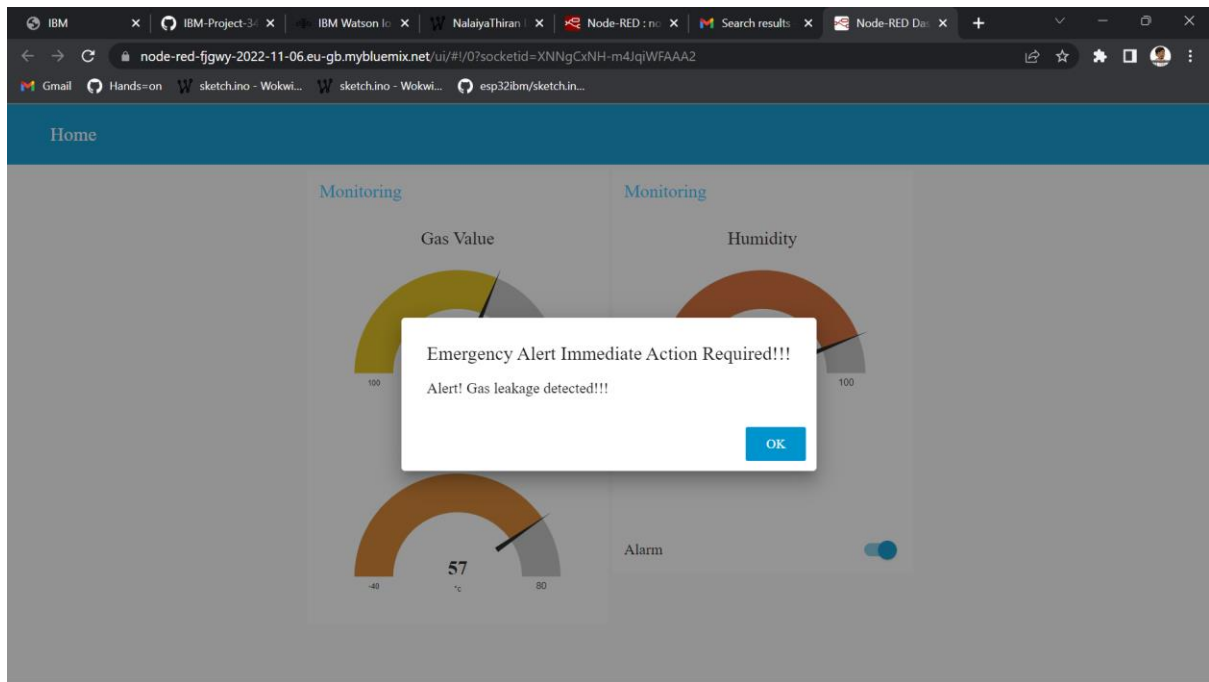 IBM
IBM-Project-34
IBM Watson Io
NalaiyaThiran
Node-RED : no
Search results
Node-RED Das
node-red-fjgwy-2022-11-06.eu-gb.mybluemix.net/ui/#!/0?socketid=XNNgCxNH-m4JqiWFAAA2
Gmail
Hands=on
sketch.ino - Wokwi...
sketch.ino - Wokwi...
esp32ibm/sketch.in...
Home
Monitoring
Monitoring
Gas Value
Humidity
Emergency Alert Immediate Action Required!!!
100
Alert! Gas leakage detected!!!
100
OK
57
-40
°c
80
Alarm